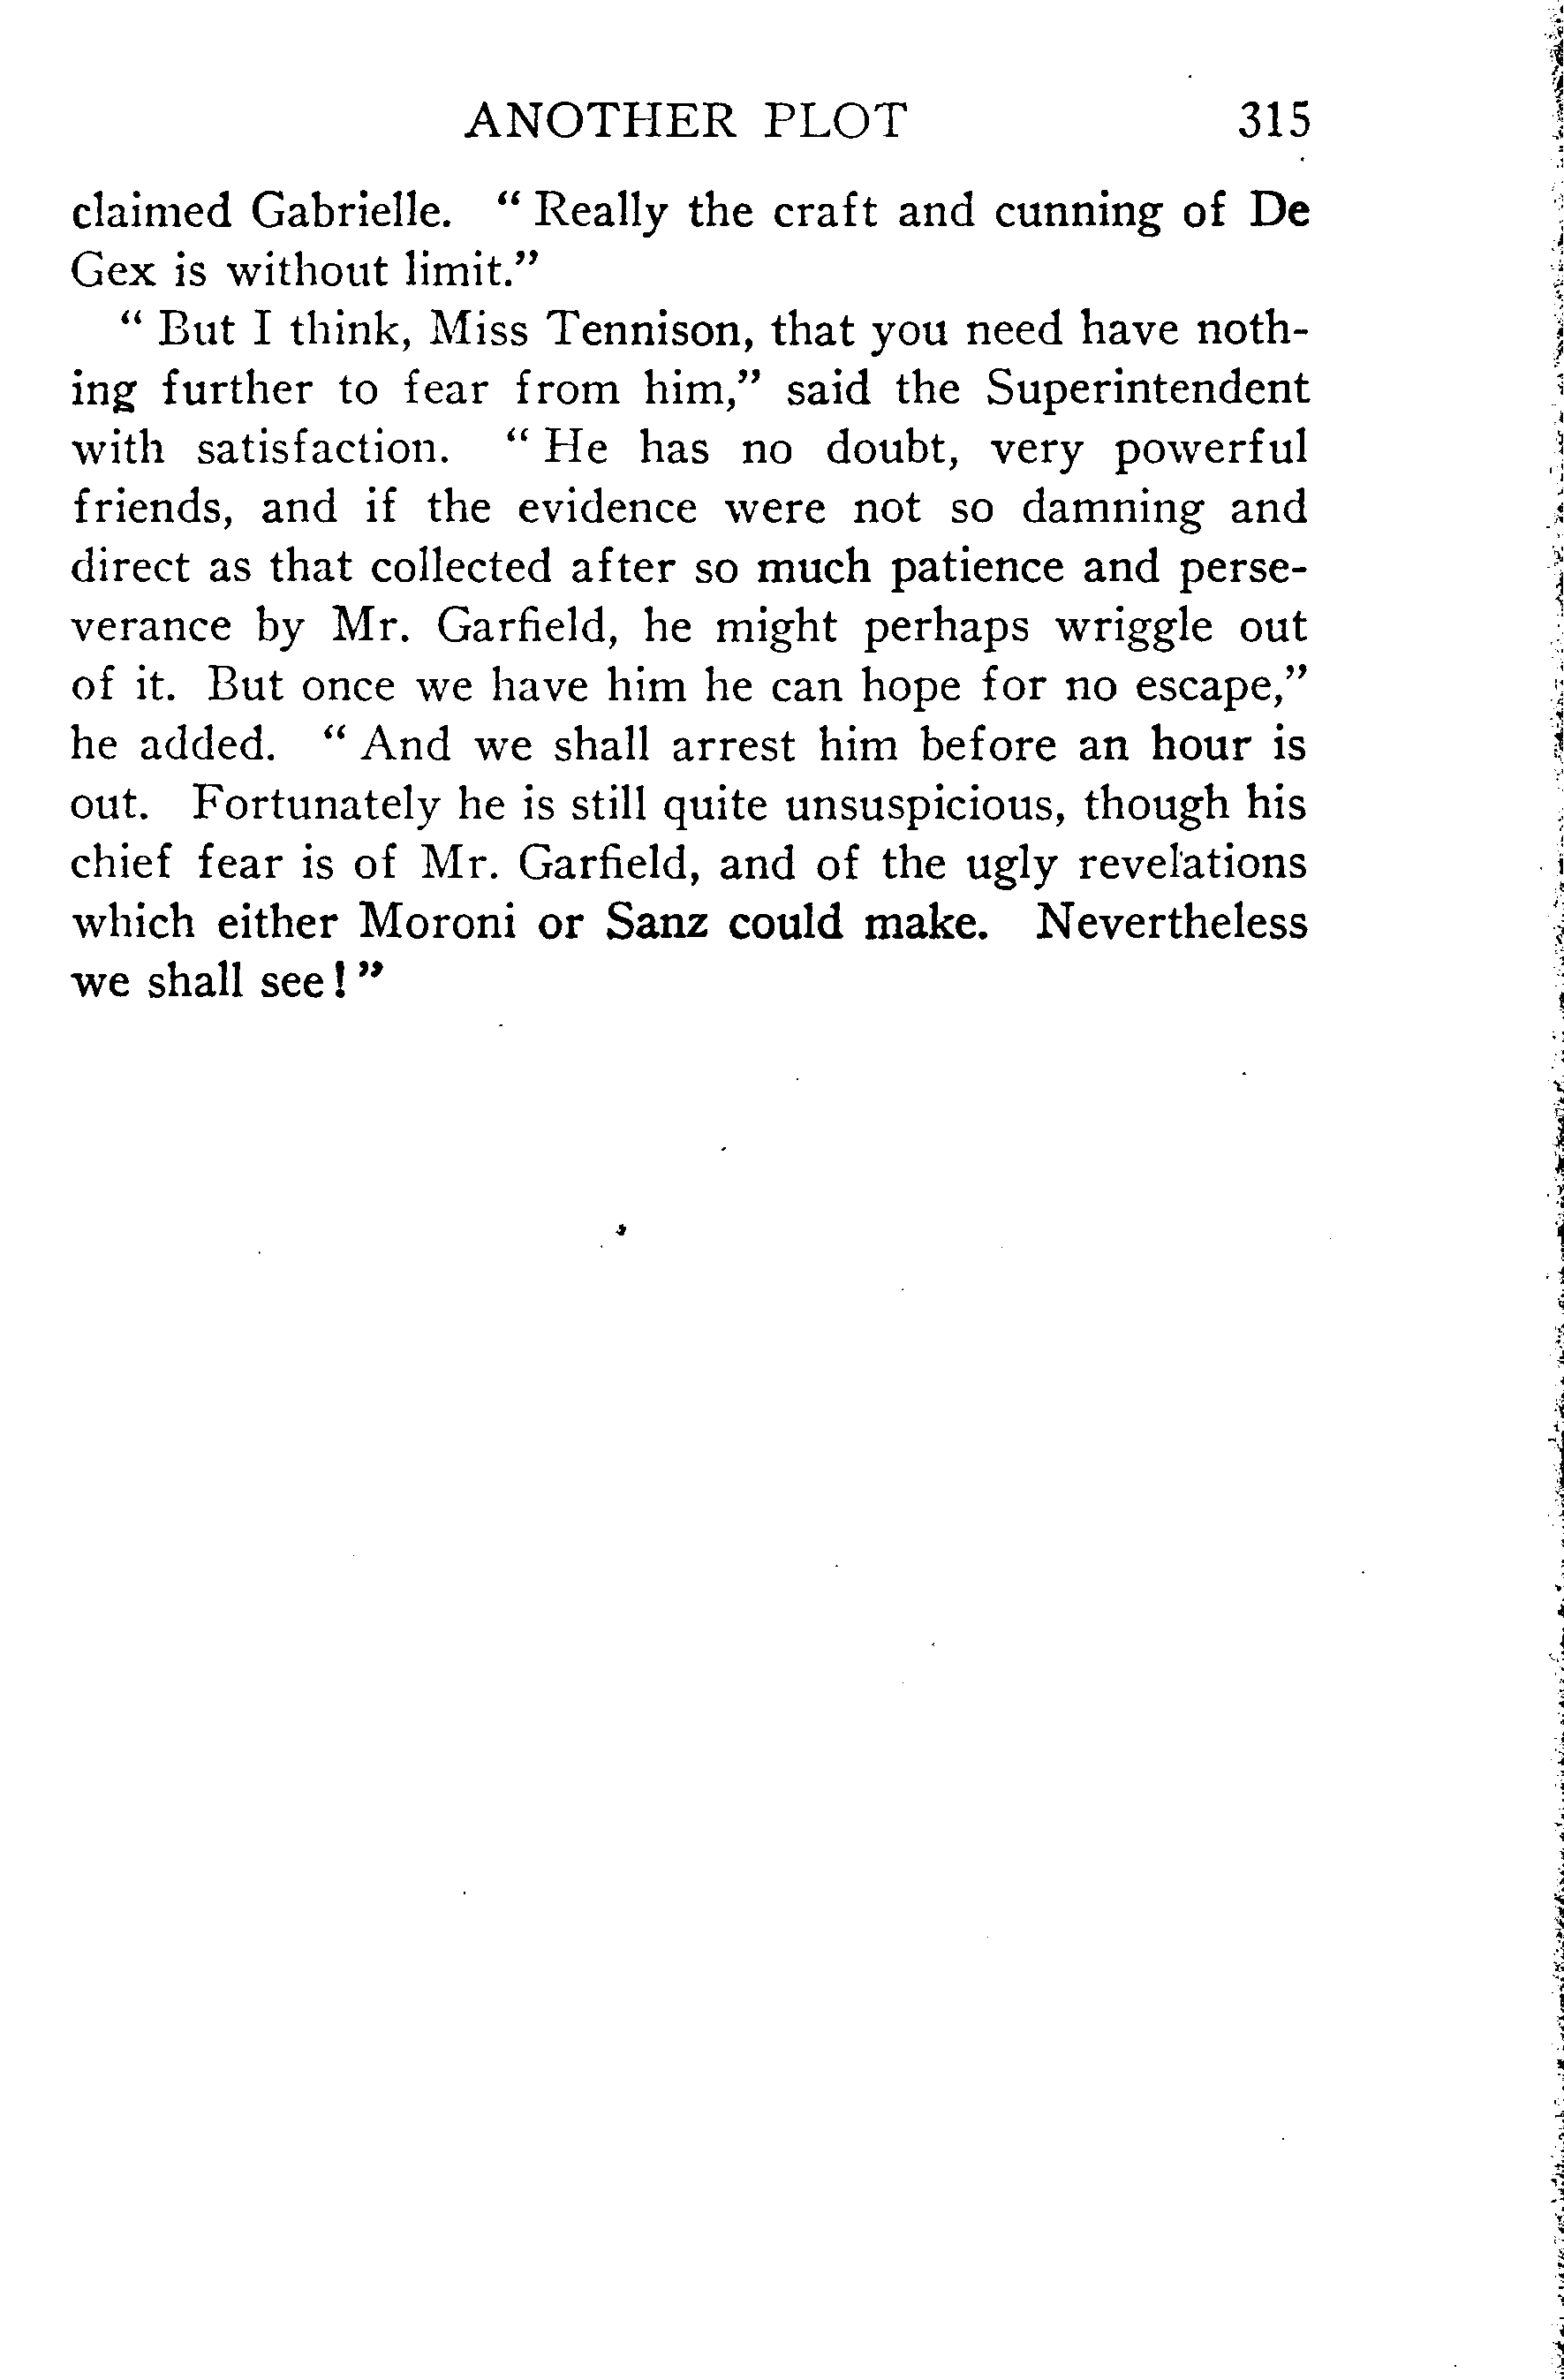 ANOTHER PLOT 315
claimed Gabrielle. “ Really the craft and cunning of De
Gex is without limit.”
“ But I think, Miss Tennison, that you need have noth-
ing further to fear from him,” said the Superintendent
with satisfaction. “ He has no doubt, very powerful
friends, and if the evidence were not so damning and
direct as that collected after so much patience and perse-
verance by Mr. Garfield, he might perhaps wriggle out
of it. But once we have him he can hope for no escape,”
he added. “ And we shall arrest him before an hour is
out. Fortunately he is still quite unsuspicious, though his
chief fear is of Mr. Garfield, and of the ugly revelations
which either Moroni or Sanz could make. Nevertheless
we shall see ! ”